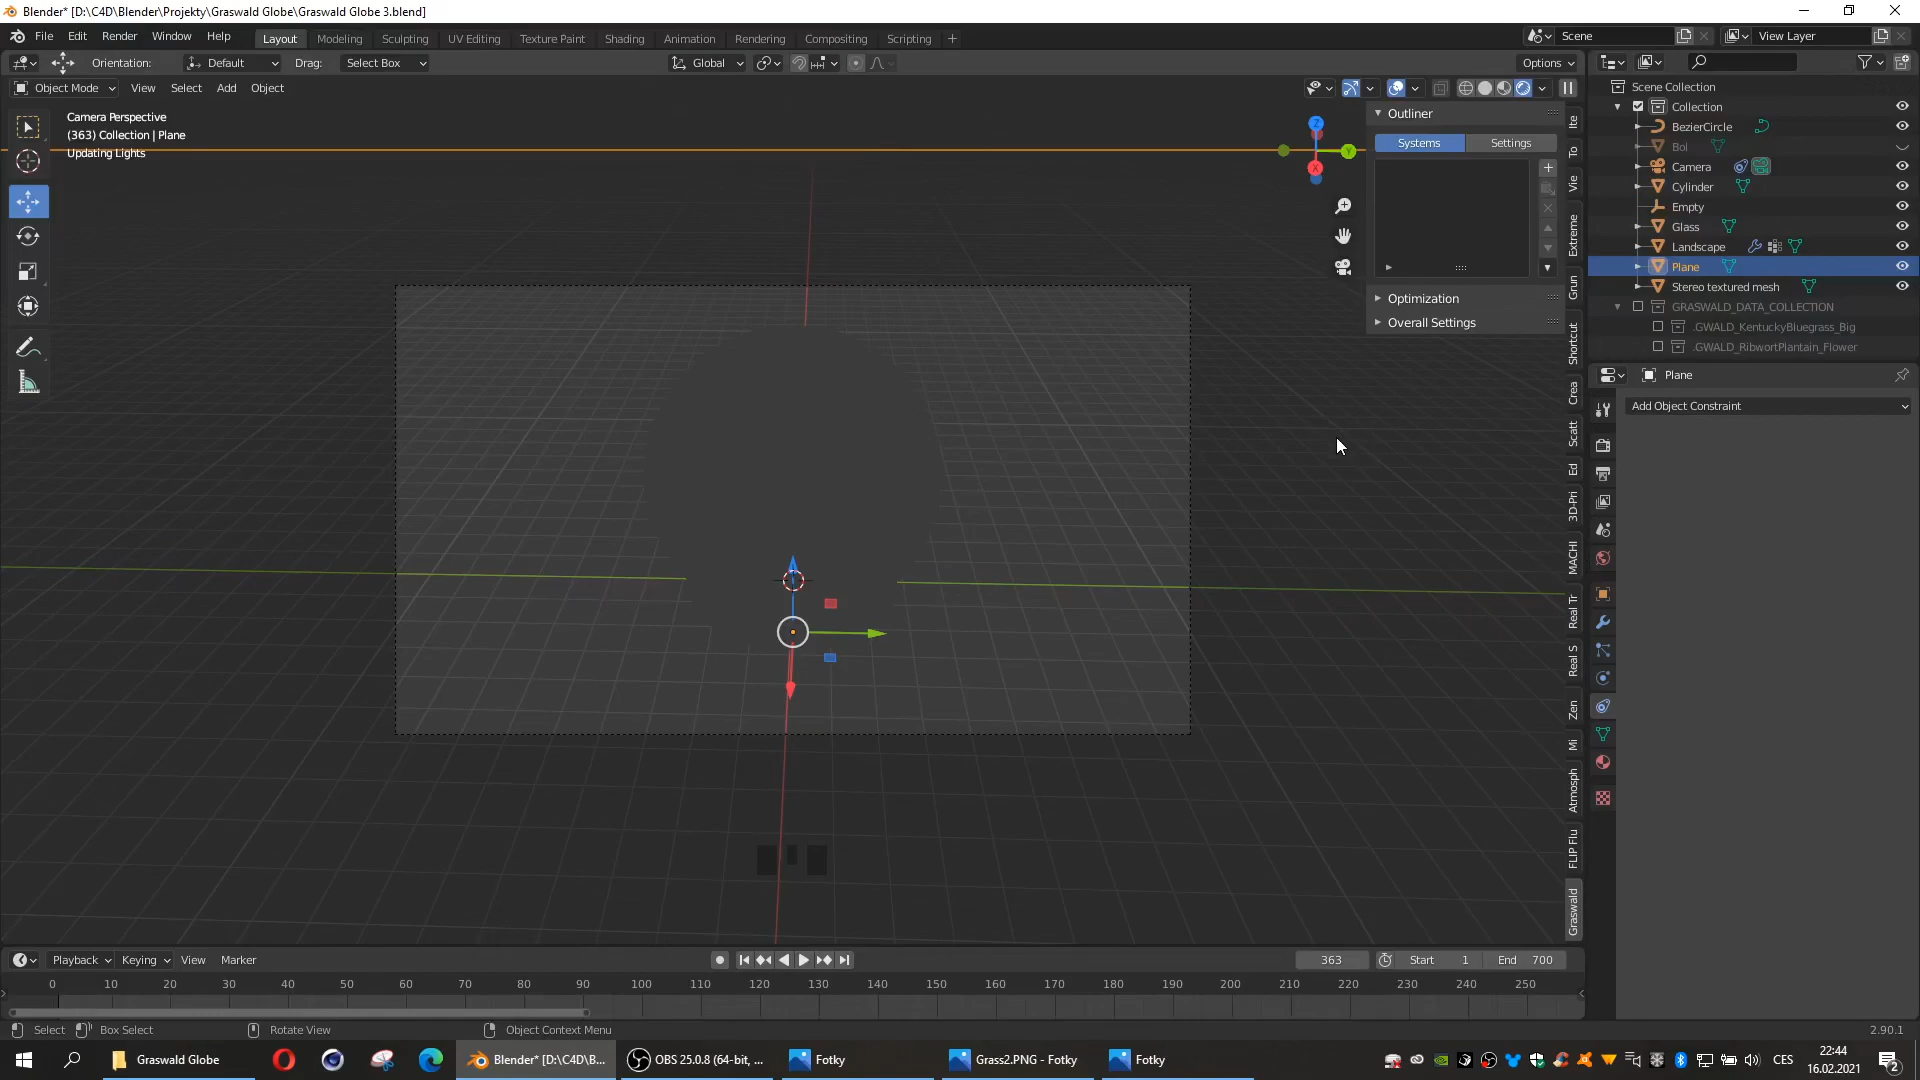 Blender* [D:\C4D\Blender\Projekty\Graswald Globe\Graswald Globe 3.blend]
File Edit Render Window Help
Layout Modeling Sculpting UV Editing Texture Paint Shading Animation Rendering Compositing Scripting +
Scene
View Layer
Orientation: Default Drag: Select Box
Global
Options
Object Mode View Select Add Object
Camera Perspective
(363) Collection | Plane
Updating Lights
Z
Y
X
Outliner
Systems Settings
Optimization
Overall Settings
Ite
To
Vie
Extreme
Grun
Shortcut
Crea
Scatt
Ed
3D-Pri
MACHI
Real Tr
Real S
Zen
Mi
Atmosph
FLIP Flu
Graswald
Scene Collection
Collection
BezierCircle
Bol
Camera
Cylinder
Empty
Glass
Landscape
Plane
Stereo textured mesh
GRASWALD_DATA_COLLECTION
.GWALD_KentuckyBluegrass_Big
.GWALD_RibwortPlantain_Flower
Plane
Add Object Constraint
Playback Keying View Marker
363 Start 1 End 700
0 10 20 30 40 50 60 70 80 90 100 110 120 130 140 150 160 170 180 190 200 210 220 230 240 250
Select Box Select Rotate View Object Context Menu
2.90.1
Graswald Globe
Blender* [D:\C4D\B...
OBS 25.0.8 (64-bit, ...
Fotky
Grass2.PNG - Fotky
Fotky
CES
22:44
16.02.2021
2